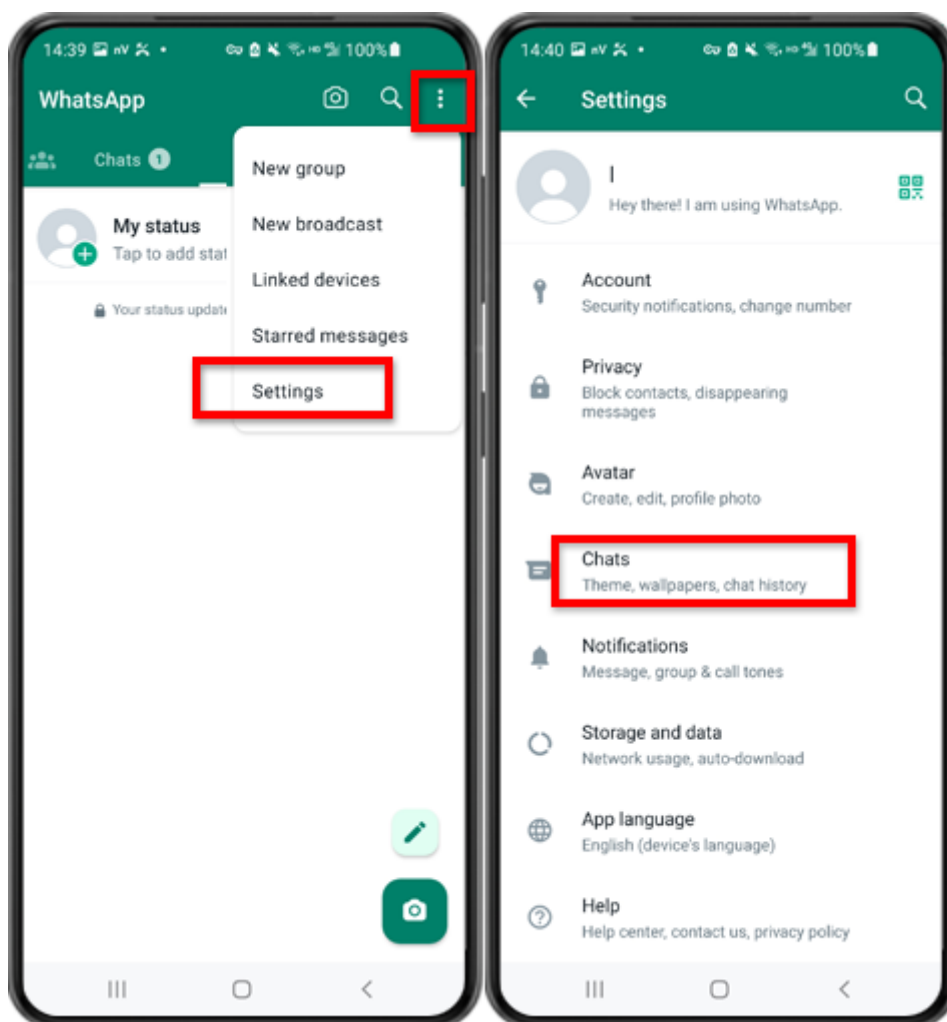 14:39
100%
WhatsApp
Chats 1
New group
New broadcast
Linked devices
Starred messages
Settings
My status
Tap to add stat
Your status updat
14:40
100%
Settings
l
Hey there! I am using WhatsApp.
Account
Security notifications, change number
Privacy
Block contacts, disappearing
messages
Avatar
Create, edit, profile photo
Chats
Theme, wallpapers, chat history
Notifications
Message, group & call tones
Storage and data
Network usage, auto-download
App language
English (device's language)
Help
Help center, contact us, privacy policy